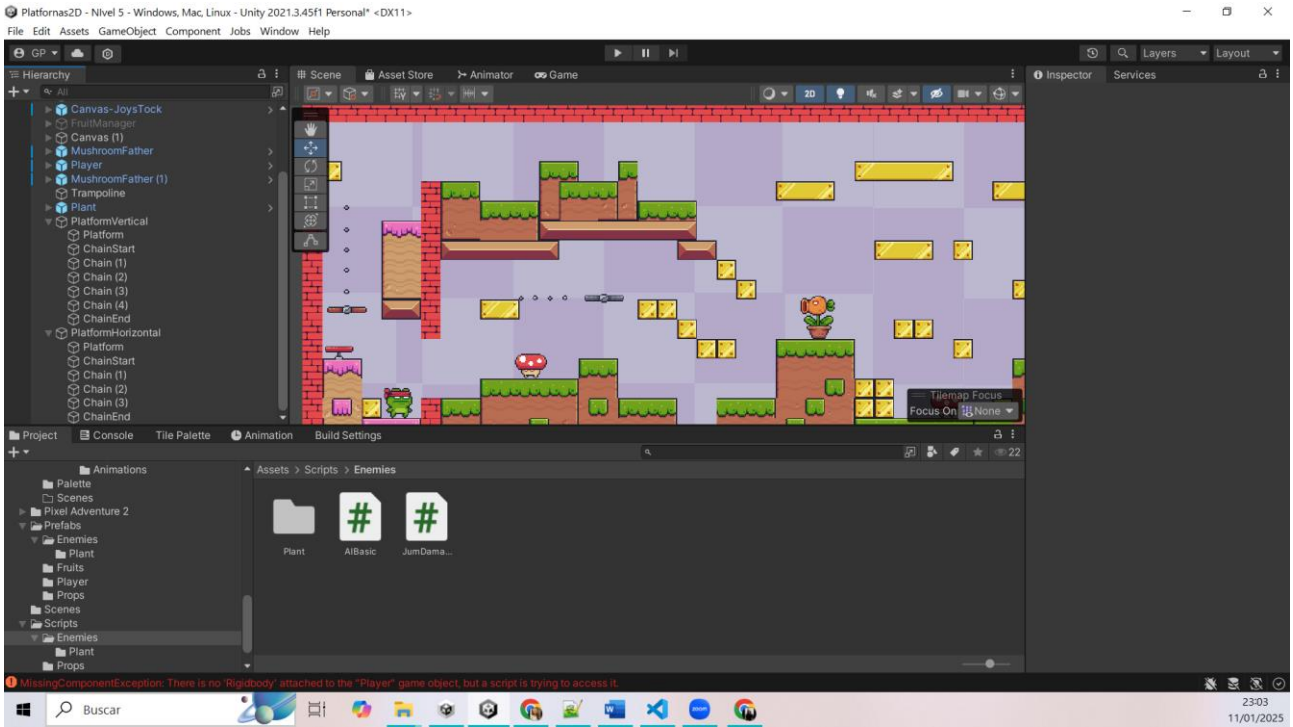 Platfornas2D - NIvel 5 - Windows, Mac, Linux - Unity 2021.3.45f1 Personal* <DX11>
File Edit Assets GameObject Component Jobs Window Help
GP Layers Layout
Hierarchy Scene Asset Store Animator Game Inspector Services
All 2D
Canvas-JoysTock
FruitManager
Canvas (1)
MushroomFather
Player
MushroomFather (1)
Trampoline
Plant
PlatformVertical
Platform
ChainStart
Chain (1)
Chain (2)
Chain (3)
Chain (4)
ChainEnd
PlatformHorizontal
Platform
ChainStart
Chain (1)
Chain (2)
Chain (3)
ChainEnd
Tilemap Focus
Focus On None
Project Console Tile Palette Animation Build Settings
22
Animations
Palette
Scenes
Pixel Adventure 2
Prefabs
Enemies
Plant
Fruits
Player
Props
Scenes
Scripts
Enemies
Plant
Props
Assets > Scripts > Enemies
Plant AIBasic JumDama...
MissingComponentException: There is no 'Rigidbody' attached to the "Player" game object, but a script is trying to access it.
Buscar
zoom
23:03
11/01/2025